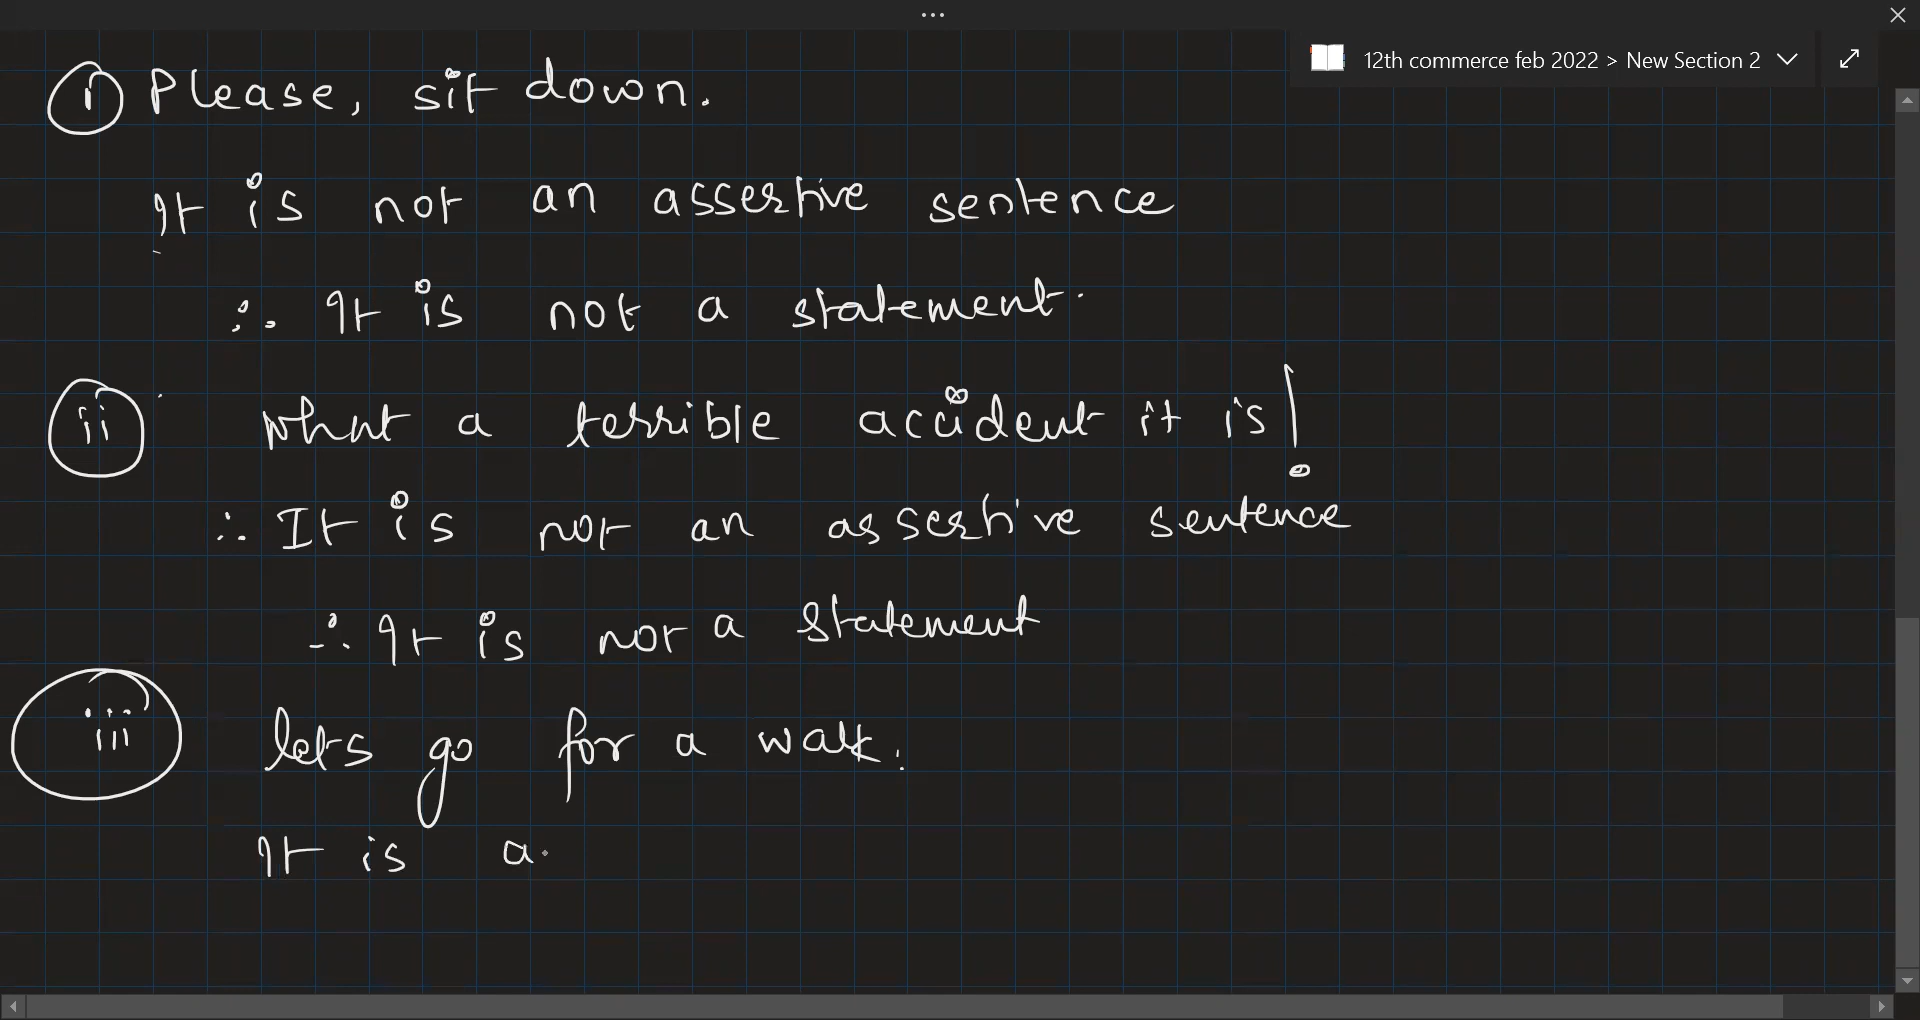 ...
12th commerce feb 2022 > New Section 2
i Please, sit down.
It is not an assertive sentence
∴ It is not a statement.
ii What a terrible accident it is!
∴ It is not an assertive sentence
∴ It is not a statement
iii lets go for a walk.
It is a